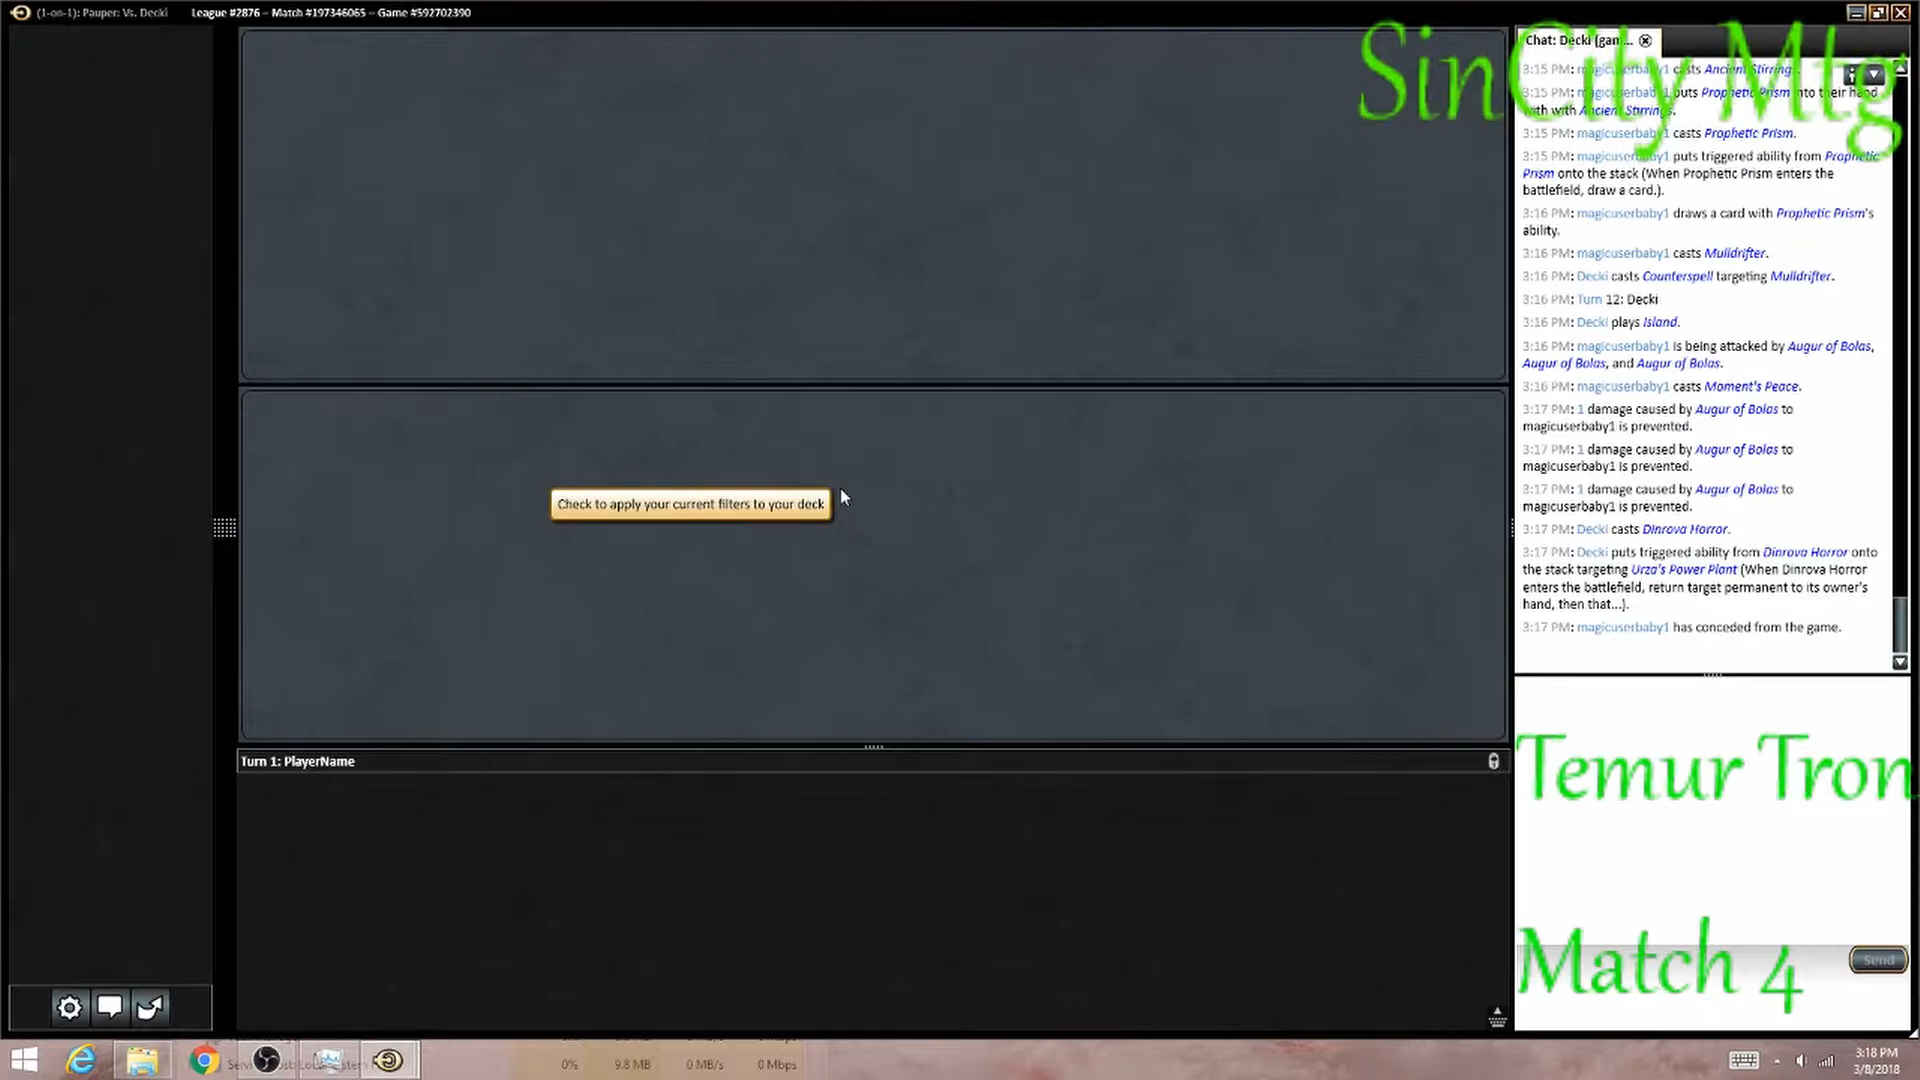 (1-on-1): Pauper: Vs. Decki League #2876 – Match #197346065 – Game #592702390
SinCity Mtg
Chat: Decki (gam...
3:15 PM: magicuserbaby1 casts Ancient Stirrings.
3:15 PM: magicuserbaby1 puts Prophetic Prism into their hand
with with Ancient Stirrings.
3:15 PM: magicuserbaby1 casts Prophetic Prism.
3:15 PM: magicuserbaby1 puts triggered ability from Prophetic
Prism onto the stack (When Prophetic Prism enters the
battlefield, draw a card.).
3:16 PM: magicuserbaby1 draws a card with Prophetic Prism's
ability.
3:16 PM: magicuserbaby1 casts Mulldrifter.
3:16 PM: Decki casts Counterspell targeting Mulldrifter.
3:16 PM: Turn 12: Decki
3:16 PM: Decki plays Island.
3:16 PM: magicuserbaby1 is being attacked by Augur of Bolas,
Augur of Bolas, and Augur of Bolas.
3:16 PM: magicuserbaby1 casts Moment's Peace.
3:17 PM: 1 damage caused by Augur of Bolas to
magicuserbaby1 is prevented.
3:17 PM: 1 damage caused by Augur of Bolas to
magicuserbaby1 is prevented.
3:17 PM: 1 damage caused by Augur of Bolas to
magicuserbaby1 is prevented.
3:17 PM: Decki casts Dinrova Horror.
3:17 PM: Decki puts triggered ability from Dinrova Horror onto
the stack targeting Urza's Power Plant (When Dinrova Horror
enters the battlefield, return target permanent to its owner's
hand, then that...).
3:17 PM: magicuserbaby1 has conceded from the game.
Check to apply your current filters to your deck
Turn 1: PlayerName
Temur Tron
Match 4
Send
0% 9.8 MB 0 MB/s 0 Mbps
3:18 PM
3/8/2018